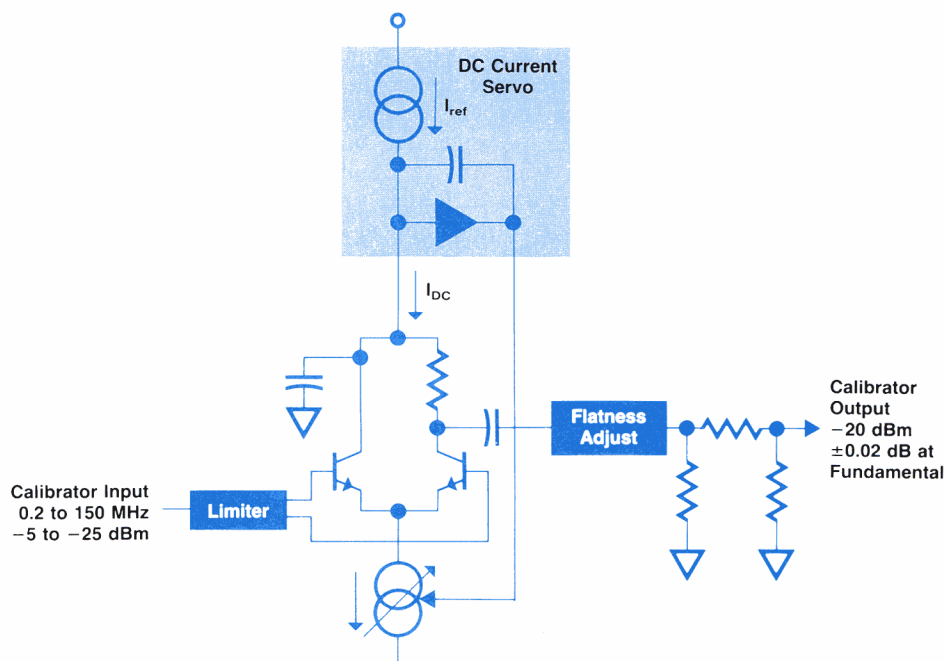 DC Current
Servo
Iref
IDC
Flatness
Adjust
Calibrator
Output
−20 dBm
±0.02 dB at
Fundamental
Calibrator Input
0.2 to 150 MHz
−5 to −25 dBm
Limiter